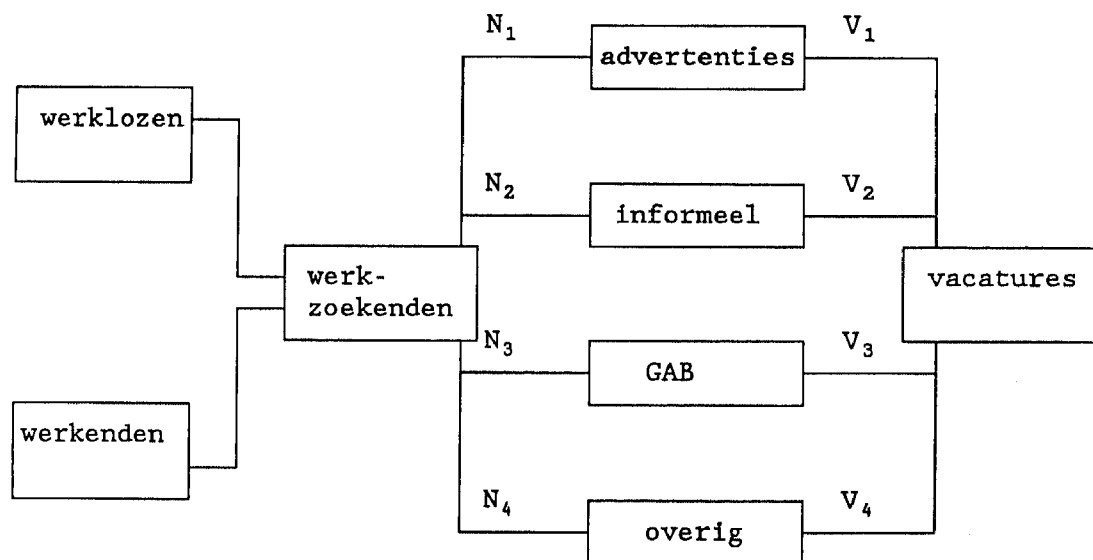 N₁ V₁
advertenties
werklozen
N₂ V₂
informeel
werk-
zoekenden
vacatures
N₃ V₃
GAB
werkenden
N₄ V₄
overig